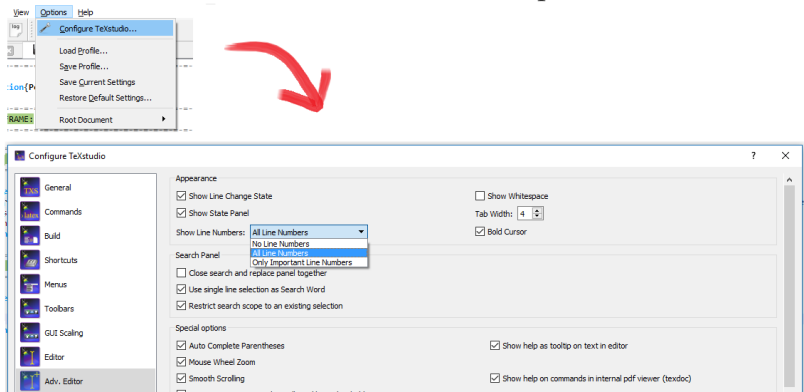 View Options Help
log
Configure TeXstudio...
Load Profile...
Save Profile...
Save Current Settings
Restore Default Settings...
Root Document
tion{P
RAME:
Configure TeXstudio ? X
General
Commands
Build
Shortcuts
Menus
Toolbars
GUI Scaling
Editor
Adv. Editor
Appearance
Show Line Change State
Show Whitespace
Show State Panel
Tab Width: 4
Show Line Numbers: All Line Numbers
Bold Cursor
No Line Numbers
All Line Numbers
Only Important Line Numbers
Search Panel
Close search and replace panel together
Use single line selection as Search Word
Restrict search scope to an existing selection
Special options
Auto Complete Parentheses
Show help as tooltip on text in editor
Mouse Wheel Zoom
Smooth Scrolling
Show help on commands in internal pdf viewer (texdoc)